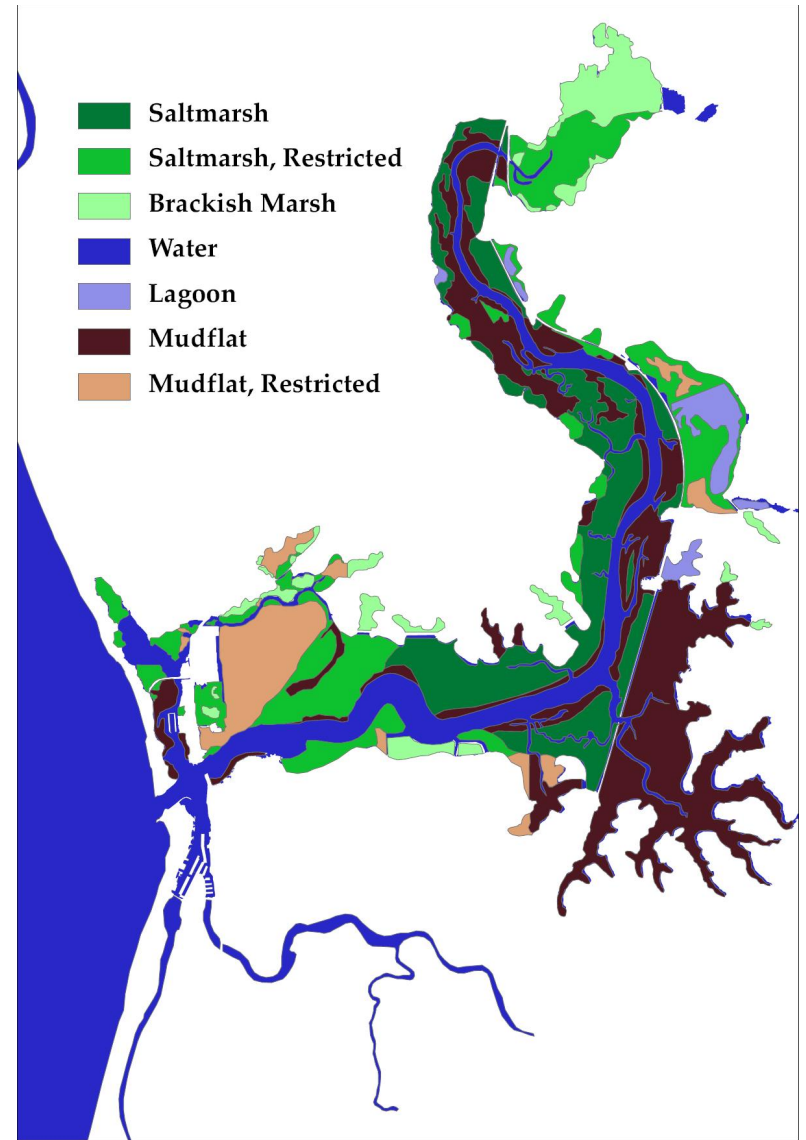 Saltmarsh
Saltmarsh, Restricted
Brackish Marsh
Water
Lagoon
Mudflat
Mudflat, Restricted